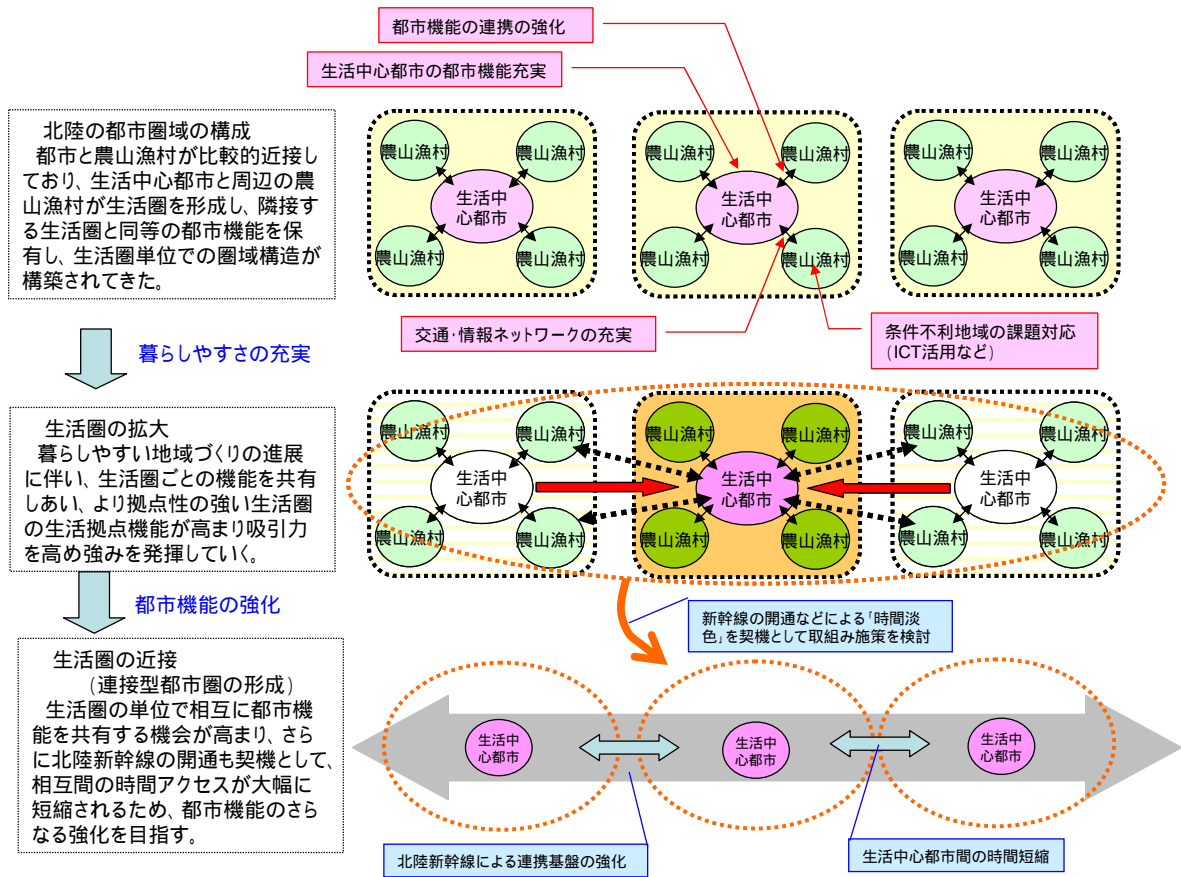 都市機能の連携の強化
生活中心都市の都市機能充実
北陸の都市圏域の構成
都市と農山漁村が比較的近接し
ており、生活中心都市と周辺の農
山漁村が生活圏を形成し、隣接す
る生活圏と同等の都市機能を保
有し、生活圏単位での圏域構造が
構築されてきた。
農山漁村
農山漁村
生活中
心都市
農山漁村
農山漁村
農山漁村
農山漁村
生活中
心都市
農山漁村
農山漁村
農山漁村
農山漁村
生活中
心都市
農山漁村
農山漁村
交通・情報ネットワークの充実
条件不利地域の課題対応
(ICT活用など)
暮らしやすさの充実
生活圏の拡大
暮らしやすい地域づくりの進展
に伴い、生活圏ごとの機能を共有
しあい、より拠点性の強い生活圏
の生活拠点機能が高まり吸引力
を高め強みを発揮していく。
農山漁村
農山漁村
生活中
心都市
農山漁村
農山漁村
農山漁村
農山漁村
生活中
心都市
農山漁村
農山漁村
農山漁村
農山漁村
生活中
心都市
農山漁村
農山漁村
都市機能の強化
新幹線の開通などによる「時間淡
色」を契機として取組み施策を検討
生活圏の近接
(連接型都市圏の形成)
生活圏の単位で相互に都市機
能を共有する機会が高まり、さら
に北陸新幹線の開通も契機として、
相互間の時間アクセスが大幅に
短縮されるため、都市機能のさら
なる強化を目指す。
生活中
心都市
生活中
心都市
生活中
心都市
北陸新幹線による連携基盤の強化
生活中心都市間の時間短縮